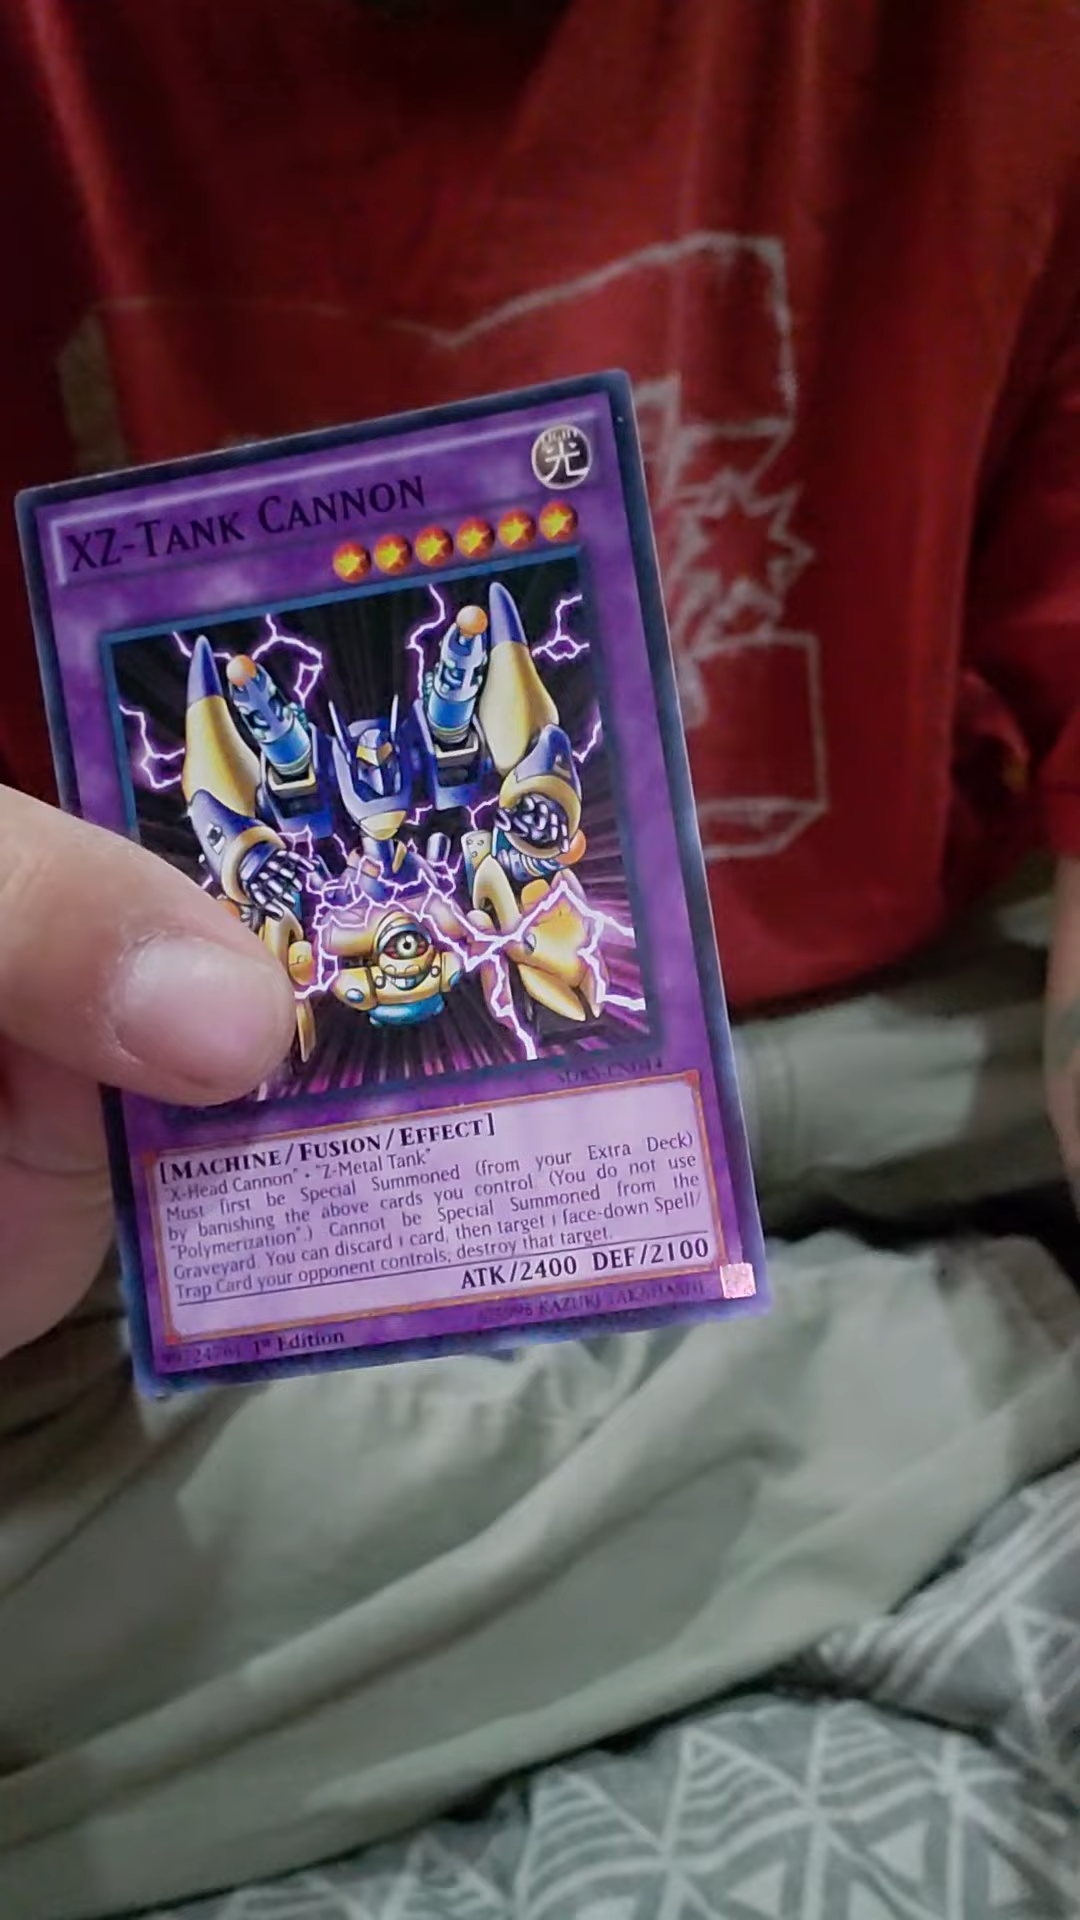 XZ-TANK CANNON
LIGHT
光
[MACHINE/FUSION/EFFECT]
"X-Head Cannon" + "Z-Metal Tank"
Must first be Special Summoned (from your Extra Deck)
by banishing the above cards you control (You do not use
"Polymerization".) Cannot be Special Summoned from the
Graveyard. You can discard 1 card, then target 1 face-down Spell/
Trap Card your opponent controls; destroy that target.
ATK/2400 DEF/2100
1st Edition
KAZUKI TAKAHASHI